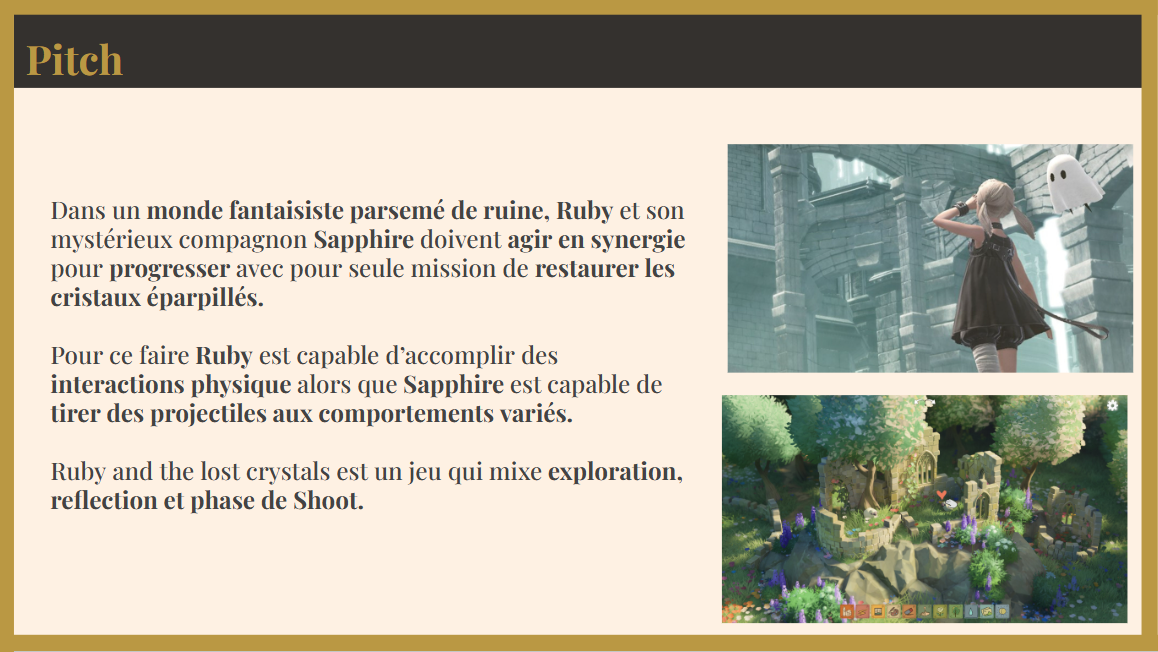 Pitch
Dans un monde fantaisiste parsemé de ruine, Ruby et son
mystérieux compagnon Sapphire doivent agir en synergie
pour progresser avec pour seule mission de restaurer les
cristaux éparpillés.
Pour ce faire Ruby est capable d’accomplir des
interactions physique alors que Sapphire est capable de
tirer des projectiles aux comportements variés.
Ruby and the lost crystals est un jeu qui mixe exploration,
reflection et phase de Shoot.